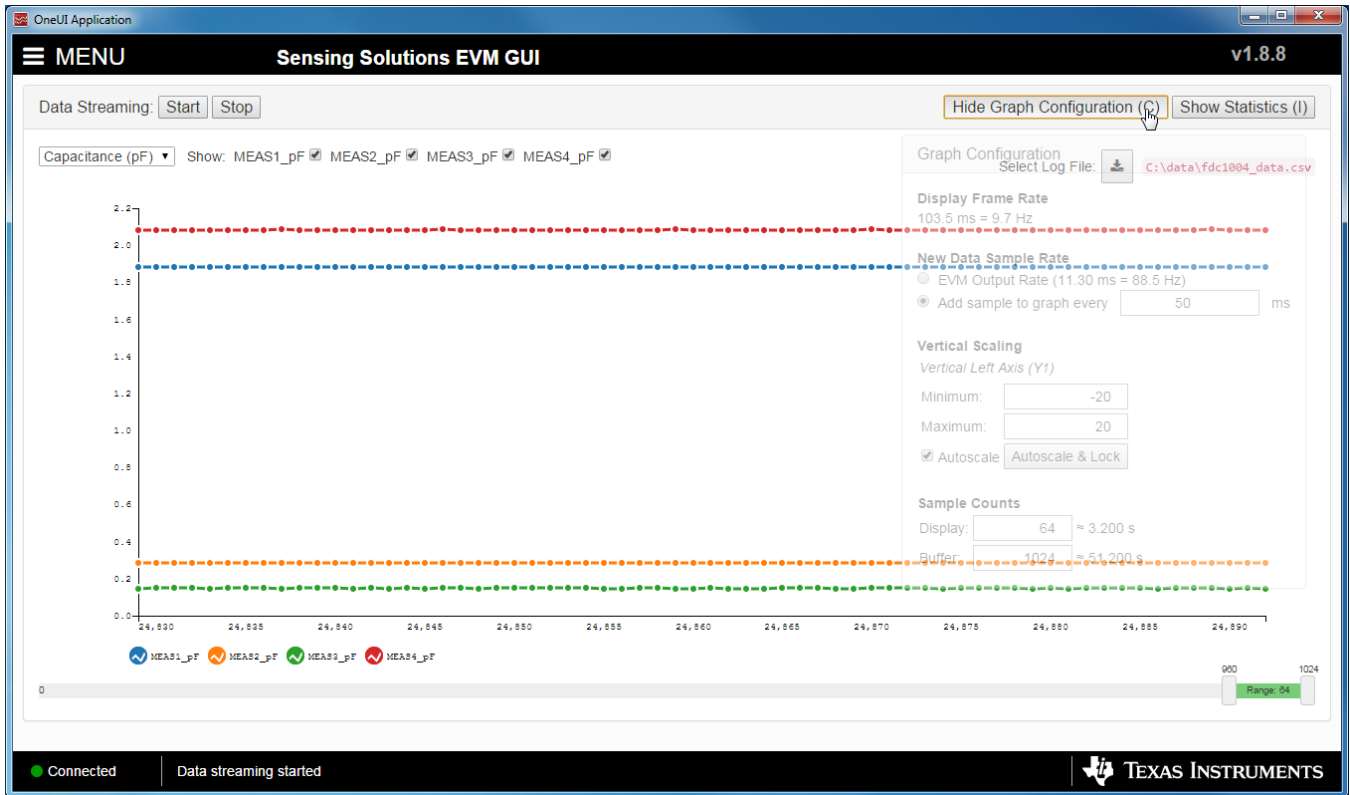 OneUI Application
MENU
Sensing Solutions EVM GUI
v1.8.8
Data Streaming: Start Stop
Hide Graph Configuration (C) Show Statistics (I)
Capacitance (pF) Show: MEAS1_pF MEAS2_pF MEAS3_pF MEAS4_pF
Graph Configuration
Select Log File: C:\data\fdc1004_data.csv
Display Frame Rate
103.5 ms = 9.7 Hz
New Data Sample Rate
EVM Output Rate (11.30 ms = 88.5 Hz)
Add sample to graph every 50 ms
Vertical Scaling
Vertical Left Axis (Y1)
Minimum: -20
Maximum: 20
Autoscale Autoscale & Lock
Sample Counts
Display: 64 ≈ 3.200 s
Buffer: 1024 ≈ 51.200 s
2.2
2.0
1.8
1.6
1.4
1.2
1.0
0.8
0.6
0.4
0.2
0.0
24,830 24,835 24,840 24,845 24,850 24,855 24,860 24,865 24,870 24,875 24,880 24,885 24,890
MEAS1_pF MEAS2_pF MEAS3_pF MEAS4_pF
960 1024
0 Range: 64
Connected Data streaming started
TEXAS INSTRUMENTS